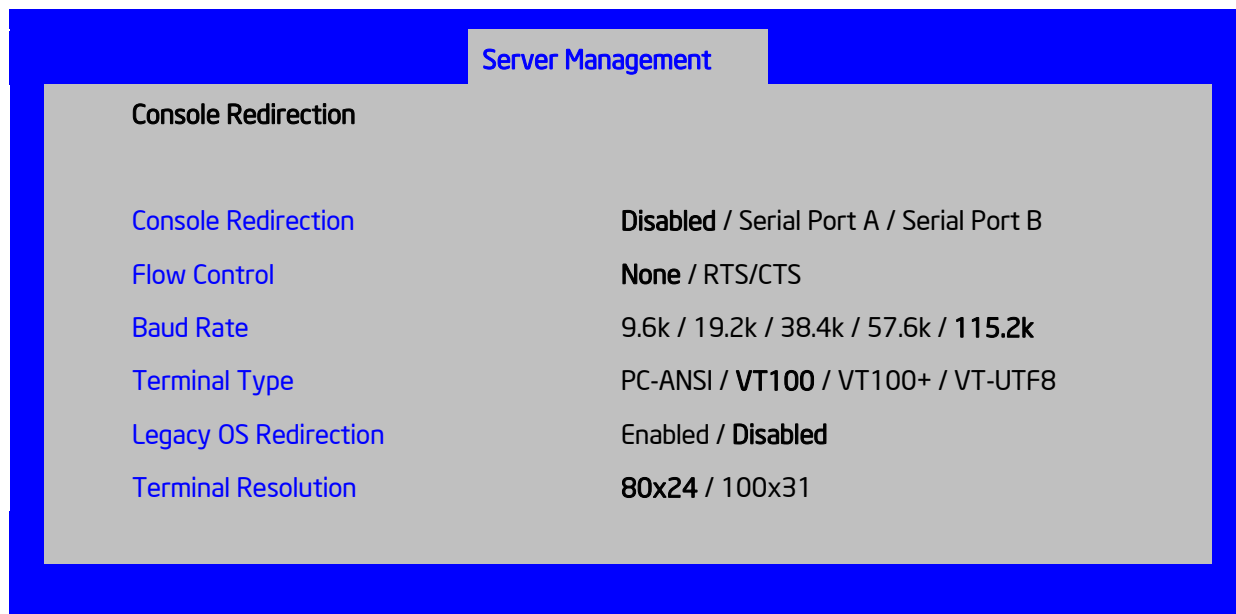 Server Management
Console Redirection
Console Redirection Disabled / Serial Port A / Serial Port B
Flow Control None / RTS/CTS
Baud Rate 9.6k / 19.2k / 38.4k / 57.6k / 115.2k
Terminal Type PC-ANSI / VT100 / VT100+ / VT-UTF8
Legacy OS Redirection Enabled / Disabled
Terminal Resolution 80x24 / 100x31